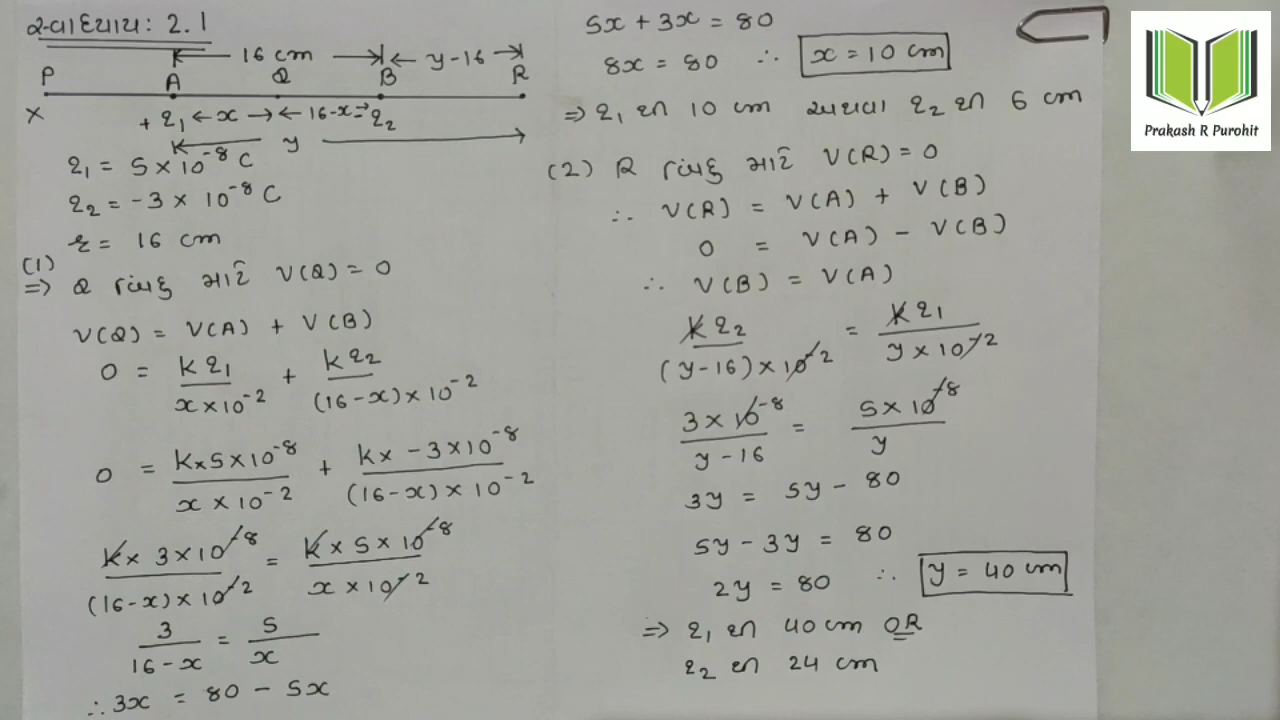 સ્વાધ્યાય: 2.1
16 cm y-16
P A Q B R
X +q₁ x 16-x q₂
y
q₁ = 5 × 10⁻⁸ C
q₂ = -3 × 10⁻⁸ C
r = 16 cm
(1)
⇒ Q બિંદુ માટે V(Q) = 0
V(Q) = V(A) + V(B)
0 = kq₁ / x×10⁻² + kq₂ / (16-x)×10⁻²
0 = k×5×10⁻⁸ / x×10⁻² + k×-3×10⁻⁸ / (16-x)×10⁻²
k×3×10⁻⁸ / (16-x)×10⁻² = k×5×10⁻⁸ / x×10⁻²
3 / 16-x = 5 / x
∴ 3x = 80 - 5x
5x + 3x = 80
8x = 80 ∴ x = 10 cm
⇒ q₁ થી 10 cm અથવા q₂ થી 6 cm
(2) R બિંદુ માટે V(R) = 0
∴ V(R) = V(A) + V(B)
0 = V(A) - V(B)
∴ V(B) = V(A)
kq₂ / (y-16)×10⁻² = kq₁ / y×10⁻²
3×10⁻⁸ / y-16 = 5×10⁻⁸ / y
3y = 5y - 80
5y - 3y = 80
2y = 80 ∴ y = 40 cm
⇒ q₁ થી 40 cm OR
q₂ થી 24 cm
Prakash R Purohit